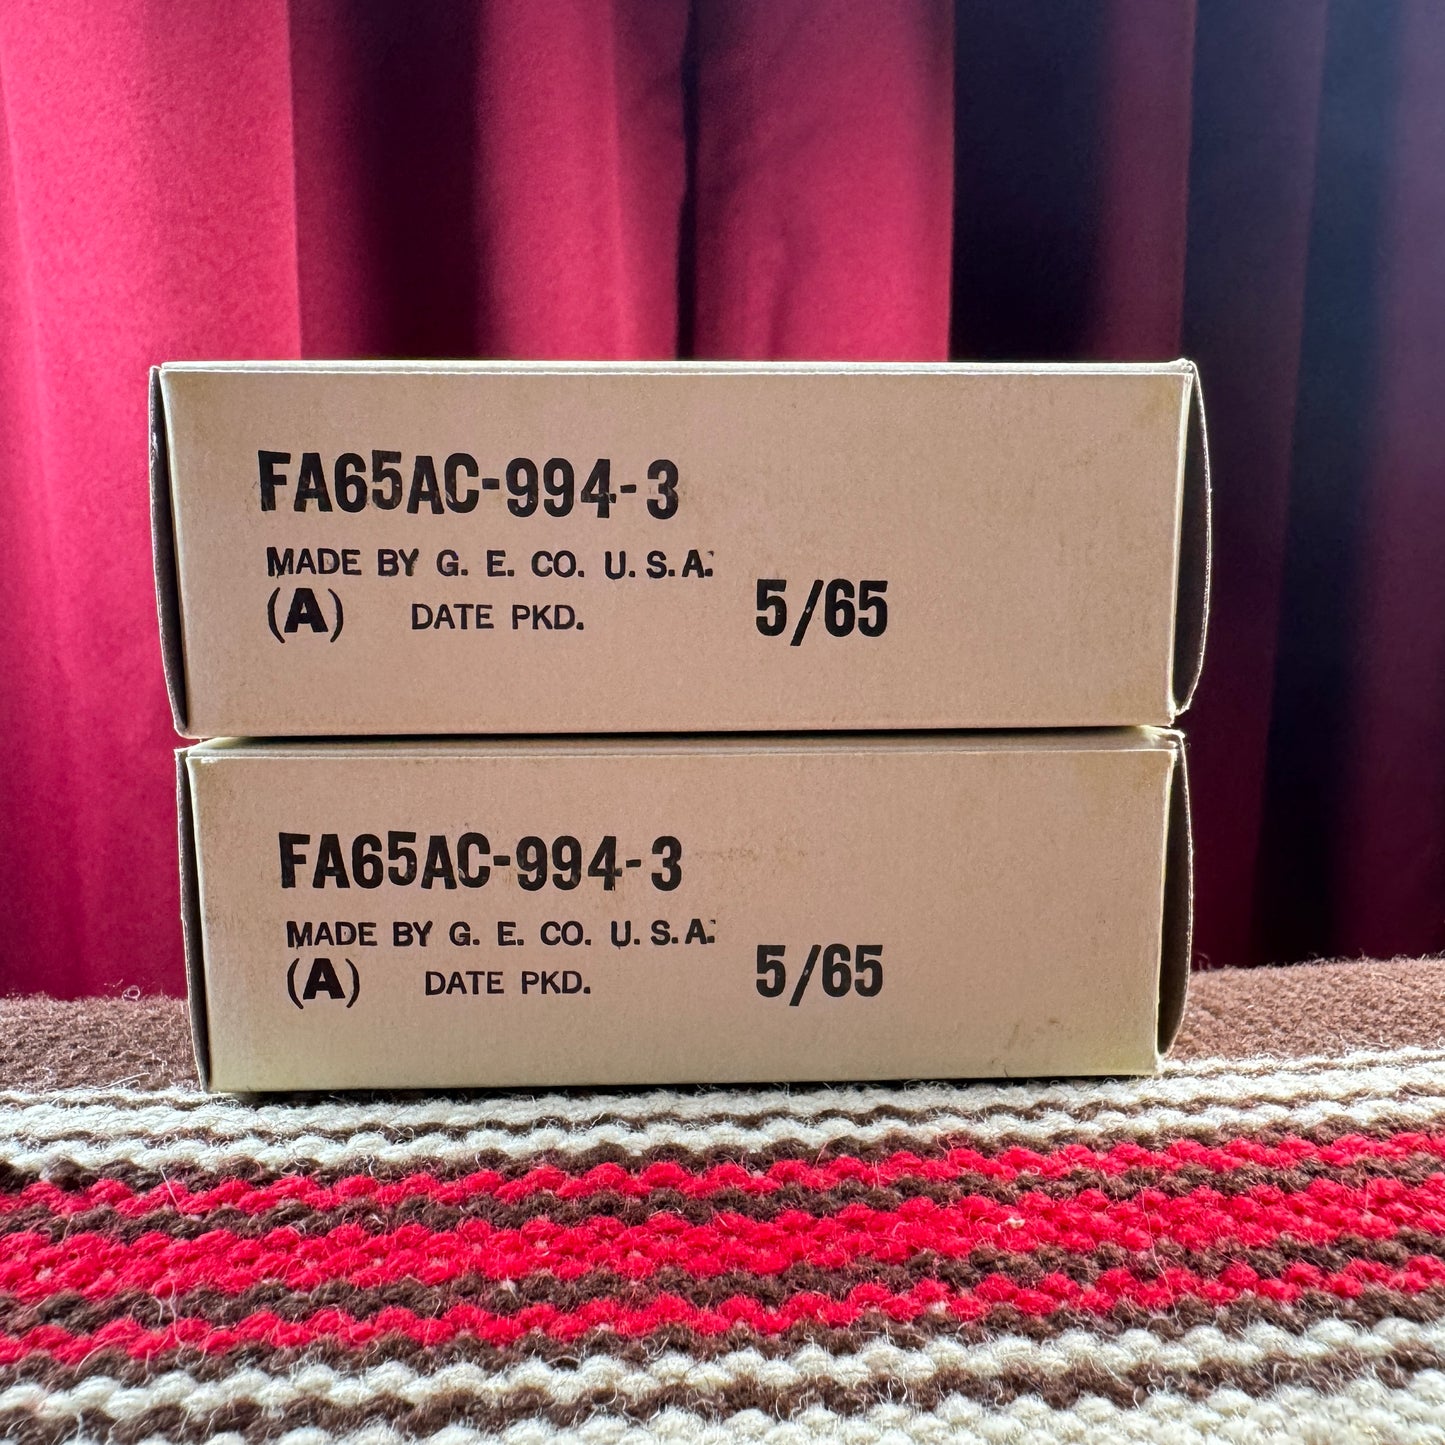 FA65AC-994-3
MADE BY G. E. CO. U. S. A.
(A) DATE PKD. 5/65
FA65AC-994-3
MADE BY G. E. CO. U. S. A.
(A) DATE PKD. 5/65